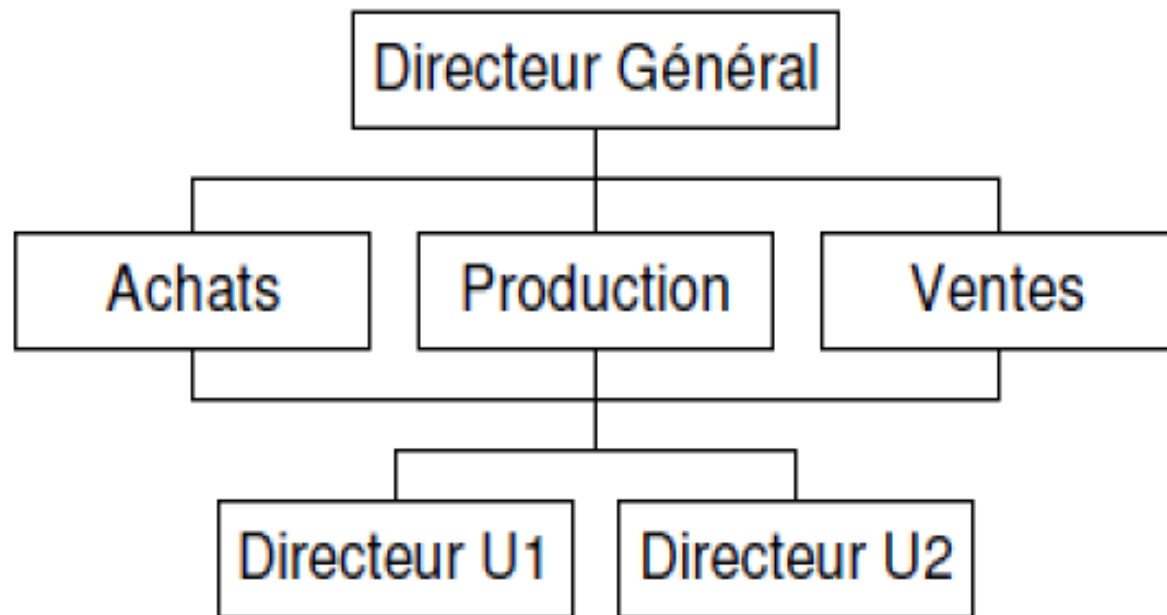 Directeur Général
Achats
Production
Ventes
Directeur U1
Directeur U2